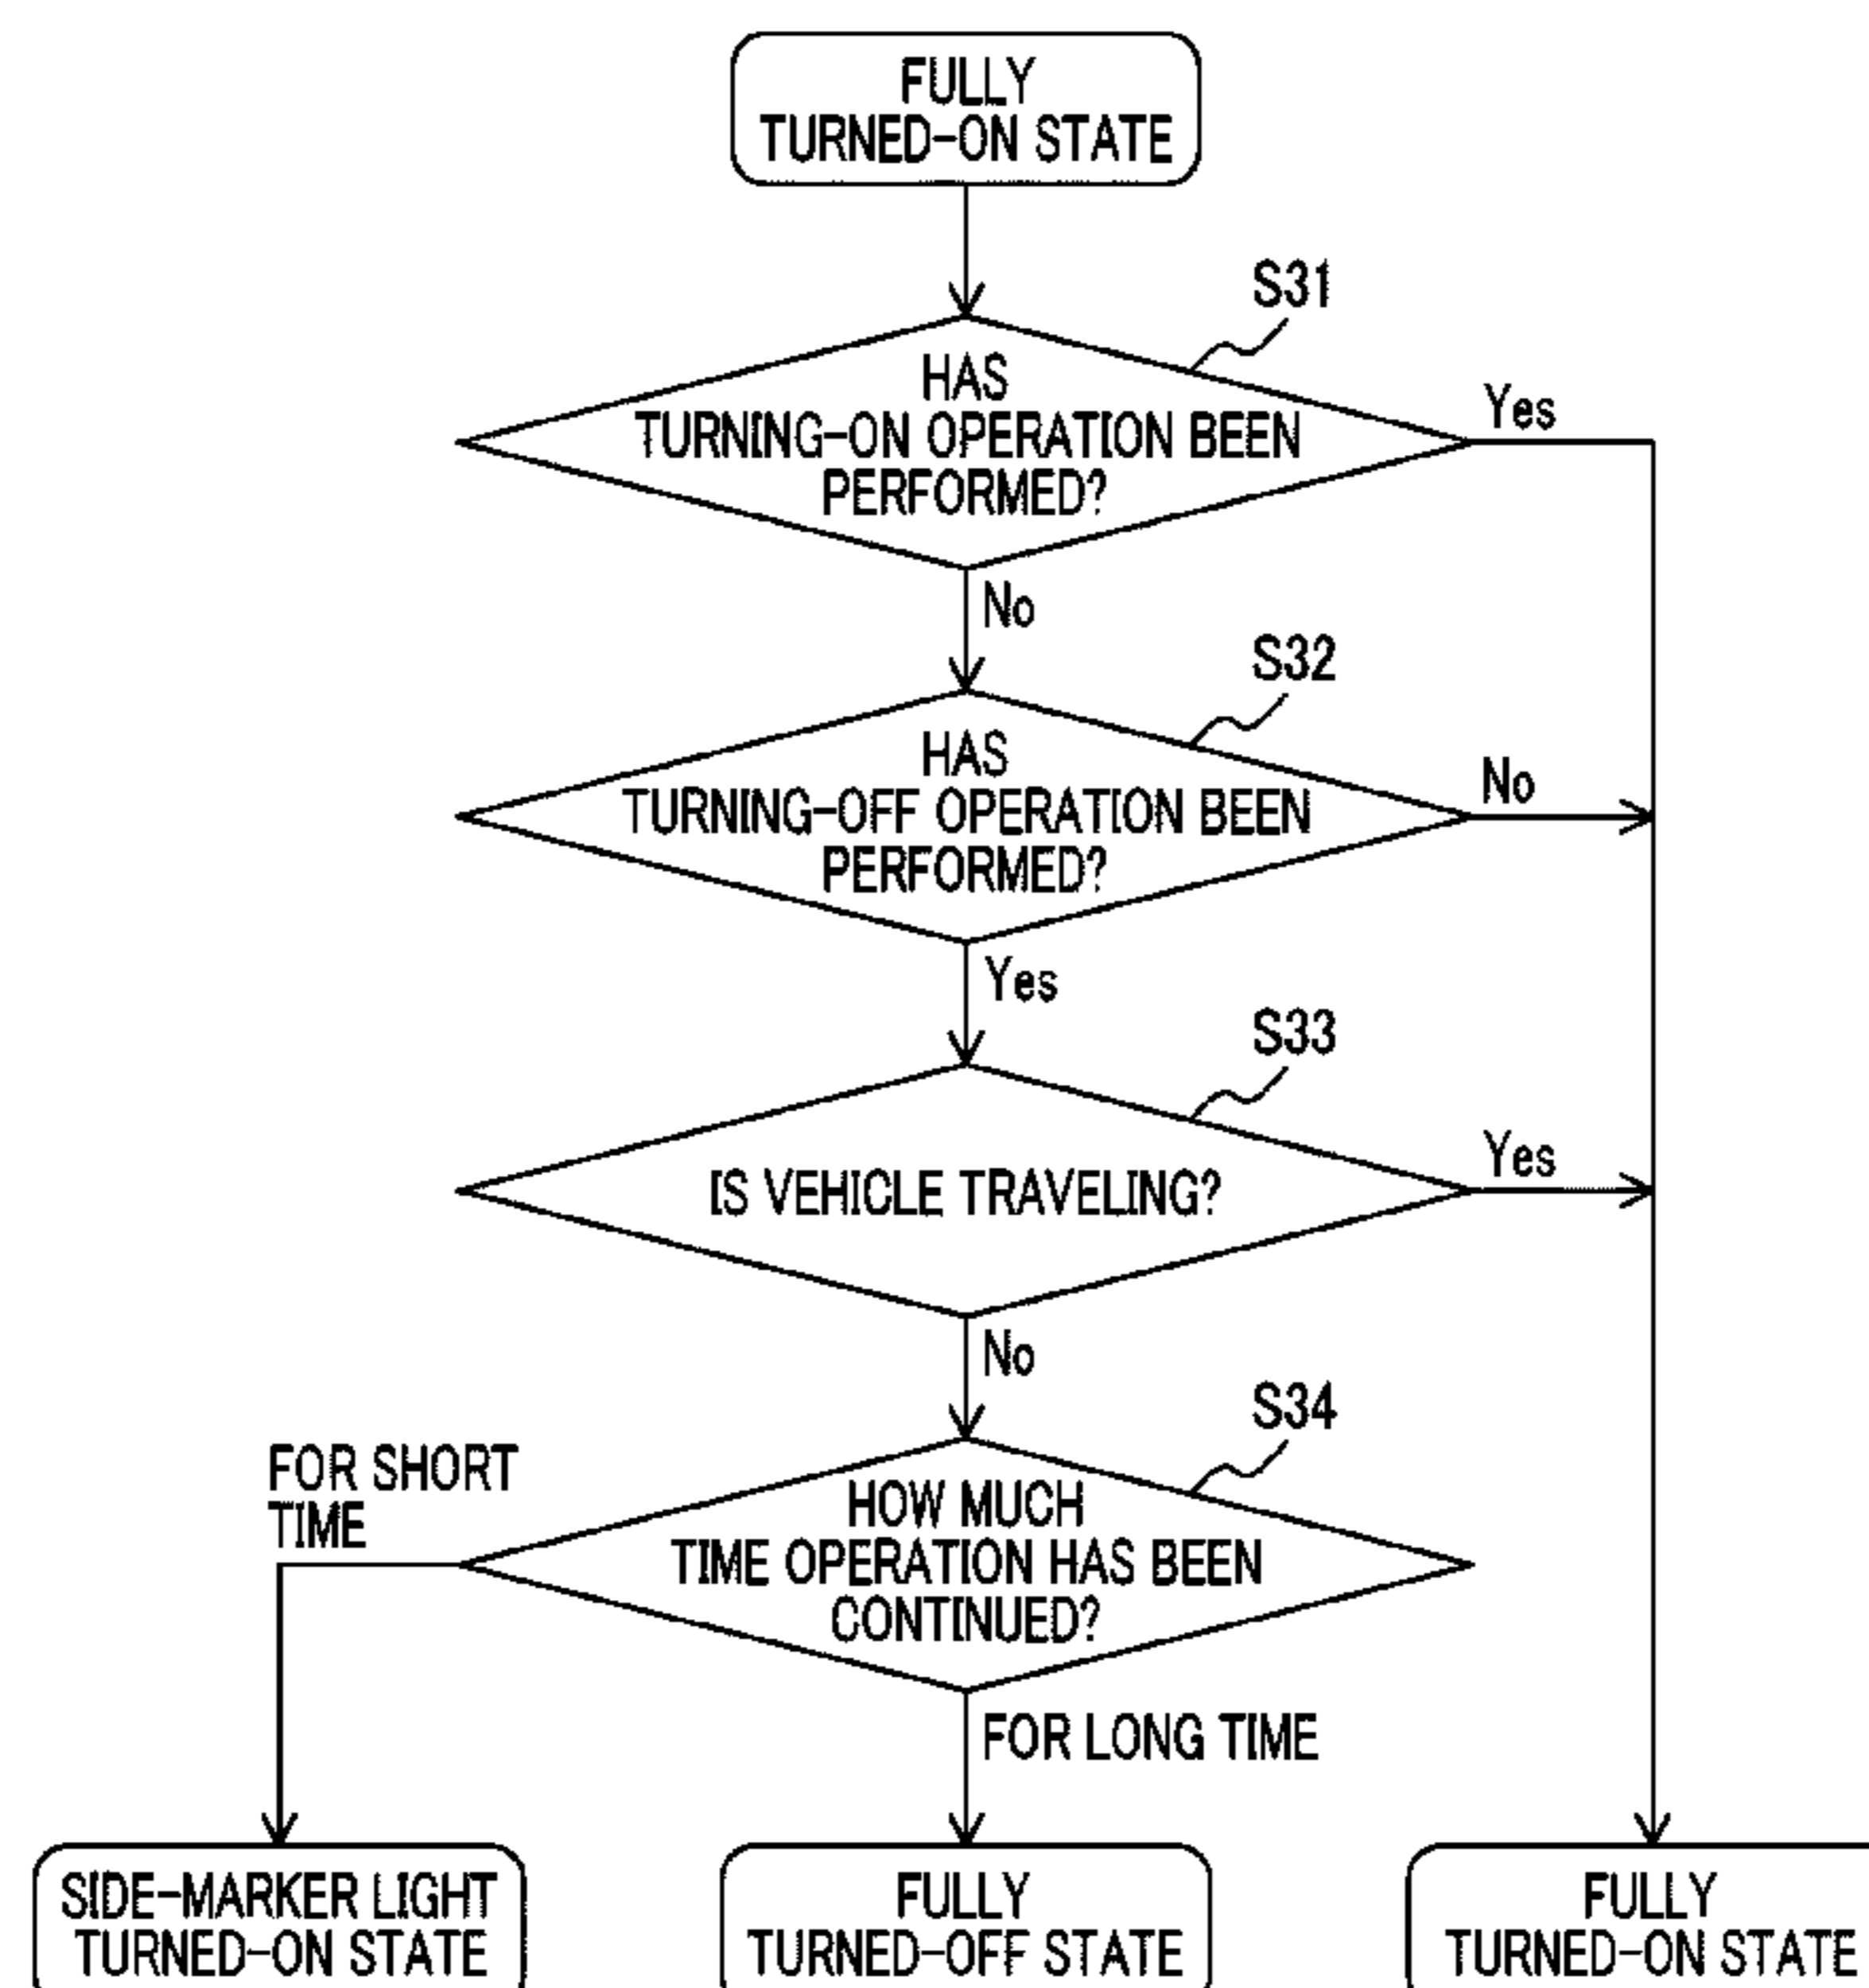 FULLY
TURNED-ON STATE
S31
HAS
TURNING-ON OPERATION BEEN
PERFORMED?
Yes
No
S32
HAS
TURNING-OFF OPERATION BEEN
PERFORMED?
No
Yes
S33
IS VEHICLE TRAVELING?
Yes
No
S34
FOR SHORT
TIME
HOW MUCH
TIME OPERATION HAS BEEN
CONTINUED?
FOR LONG TIME
SIDE-MARKER LIGHT
TURNED-ON STATE
FULLY
TURNED-OFF STATE
FULLY
TURNED-ON STATE